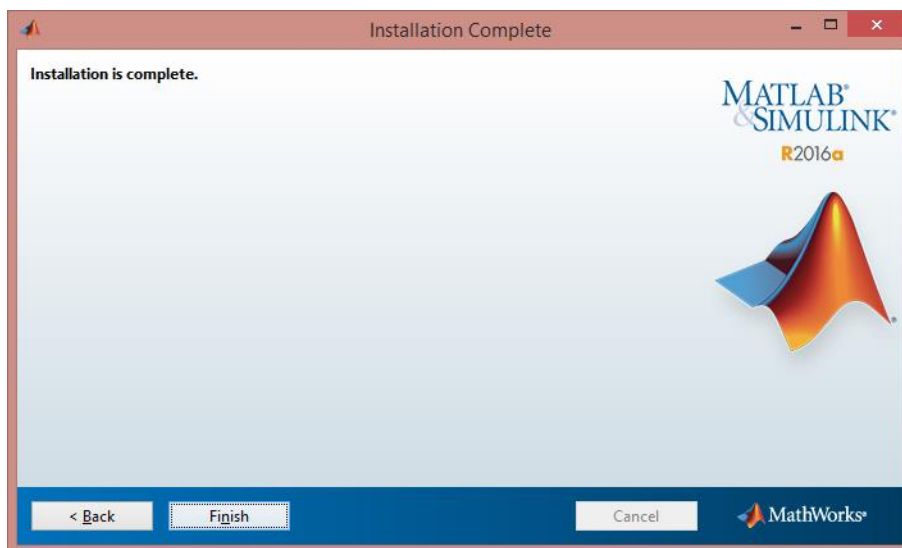 Installation Complete
Installation is complete.
MATLAB®
&SIMULINK®
R2016a
®
< Back
Finish
Cancel
MathWorks®